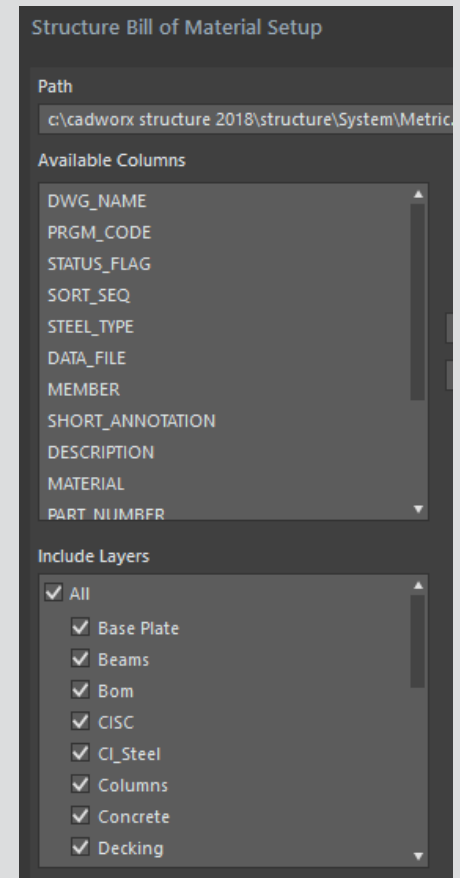 Structure Bill of Material Setup
Path
c:\cadworx structure 2018\structure\System\Metric.
Available Columns
DWG_NAME
PRGM_CODE
STATUS_FLAG
SORT_SEQ
STEEL_TYPE
DATA_FILE
MEMBER
SHORT_ANNOTATION
DESCRIPTION
MATERIAL
PART_NUMBER
Include Layers
All
Base Plate
Beams
Bom
CISC
CI_Steel
Columns
Concrete
Decking